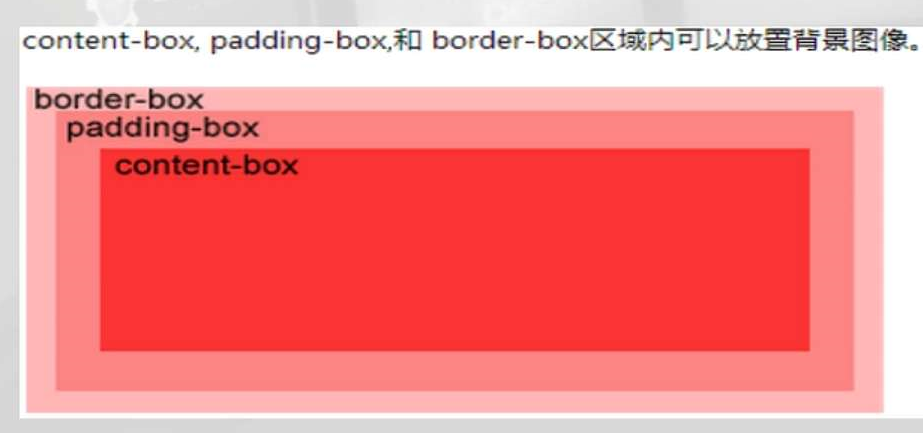 content-box, padding-box,和 border-box区域内可以放置背景图像。
border-box
padding-box
content-box